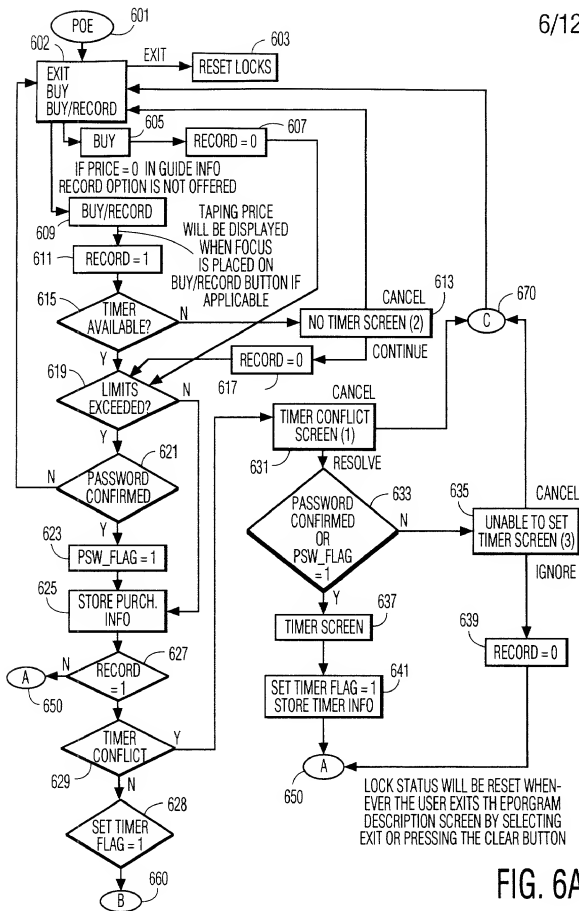 6/12
POE
601
602
EXIT
BUY
BUY/RECORD
EXIT
603
RESET LOCKS
605
BUY
607
RECORD = 0
IF PRICE = 0 IN GUIDE INFO
RECORD OPTION IS NOT OFFERED
BUY/RECORD
609
TAPING PRICE
WILL BE DISPLAYED
WHEN FOCUS
IS PLACED ON
BUY/RECORD BUTTON IF
APPLICABLE
611
RECORD = 1
615
TIMER
AVAILABLE?
N
Y
CANCEL
613
NO TIMER SCREEN (2)
CONTINUE
RECORD = 0
617
670
C
619
LIMITS
EXCEEDED?
N
Y
621
PASSWORD
CONFIRMED
N
Y
623
PSW_FLAG = 1
625
STORE PURCH.
INFO
627
RECORD
= 1
N
A
650
TIMER
CONFLICT
Y
629
N
628
SET TIMER
FLAG = 1
B
660
CANCEL
TIMER CONFLICT
SCREEN (1)
631
RESOLVE
633
PASSWORD
CONFIRMED
OR
PSW_FLAG
= 1
N
Y
635
CANCEL
UNABLE TO SET
TIMER SCREEN (3)
IGNORE
637
TIMER SCREEN
639
RECORD = 0
641
SET TIMER FLAG = 1
STORE TIMER INFO
A
650
LOCK STATUS WILL BE RESET WHEN-
EVER THE USER EXITS TH EPORGRAM
DESCRIPTION SCREEN BY SELECTING
EXIT OR PRESSING THE CLEAR BUTTON
FIG. 6A